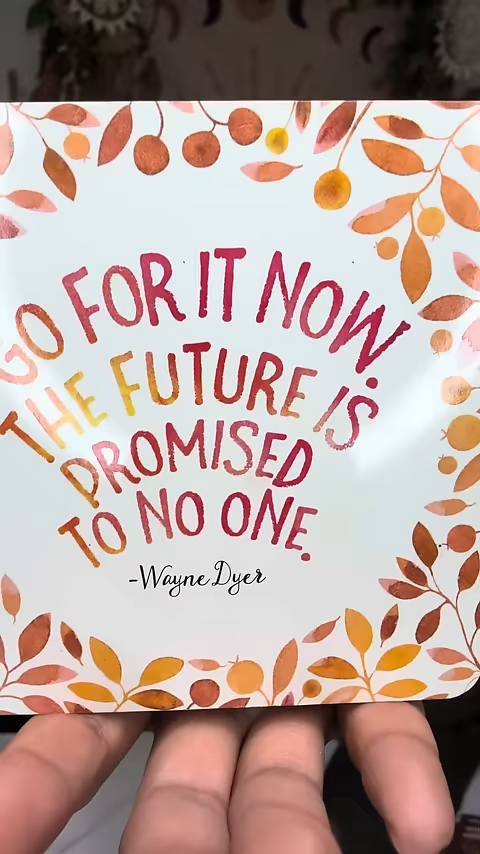 GO FOR IT NOW.
THE FUTURE IS
PROMISED
TO NO ONE.
-Wayne Dyer